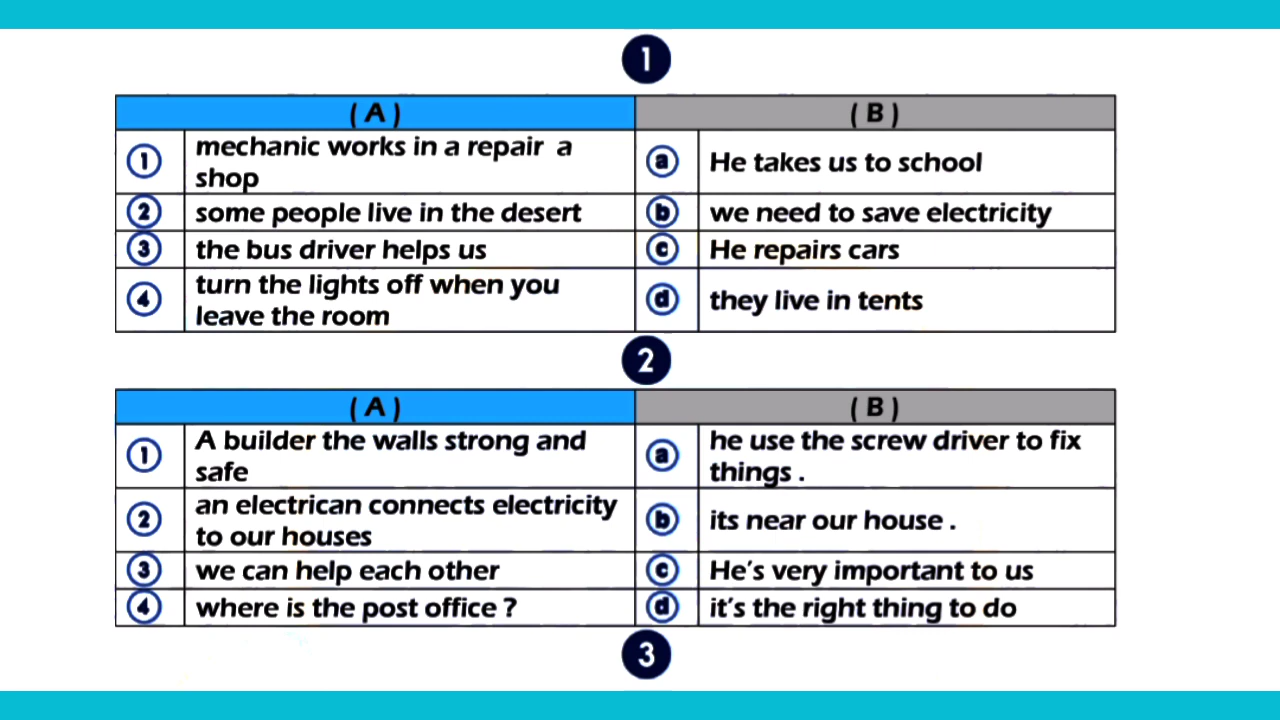 1
( A ) ( B )
1 mechanic works in a repair a a He takes us to school
shop
2 some people live in the desert b we need to save electricity
3 the bus driver helps us c He repairs cars
4 turn the lights off when you d they live in tents
leave the room
2
( A ) ( B )
1 A builder the walls strong and a he use the screw driver to fix
safe things .
2 an electrican connects electricity b its near our house .
to our houses
3 we can help each other c He's very important to us
4 where is the post office ? d it's the right thing to do
3